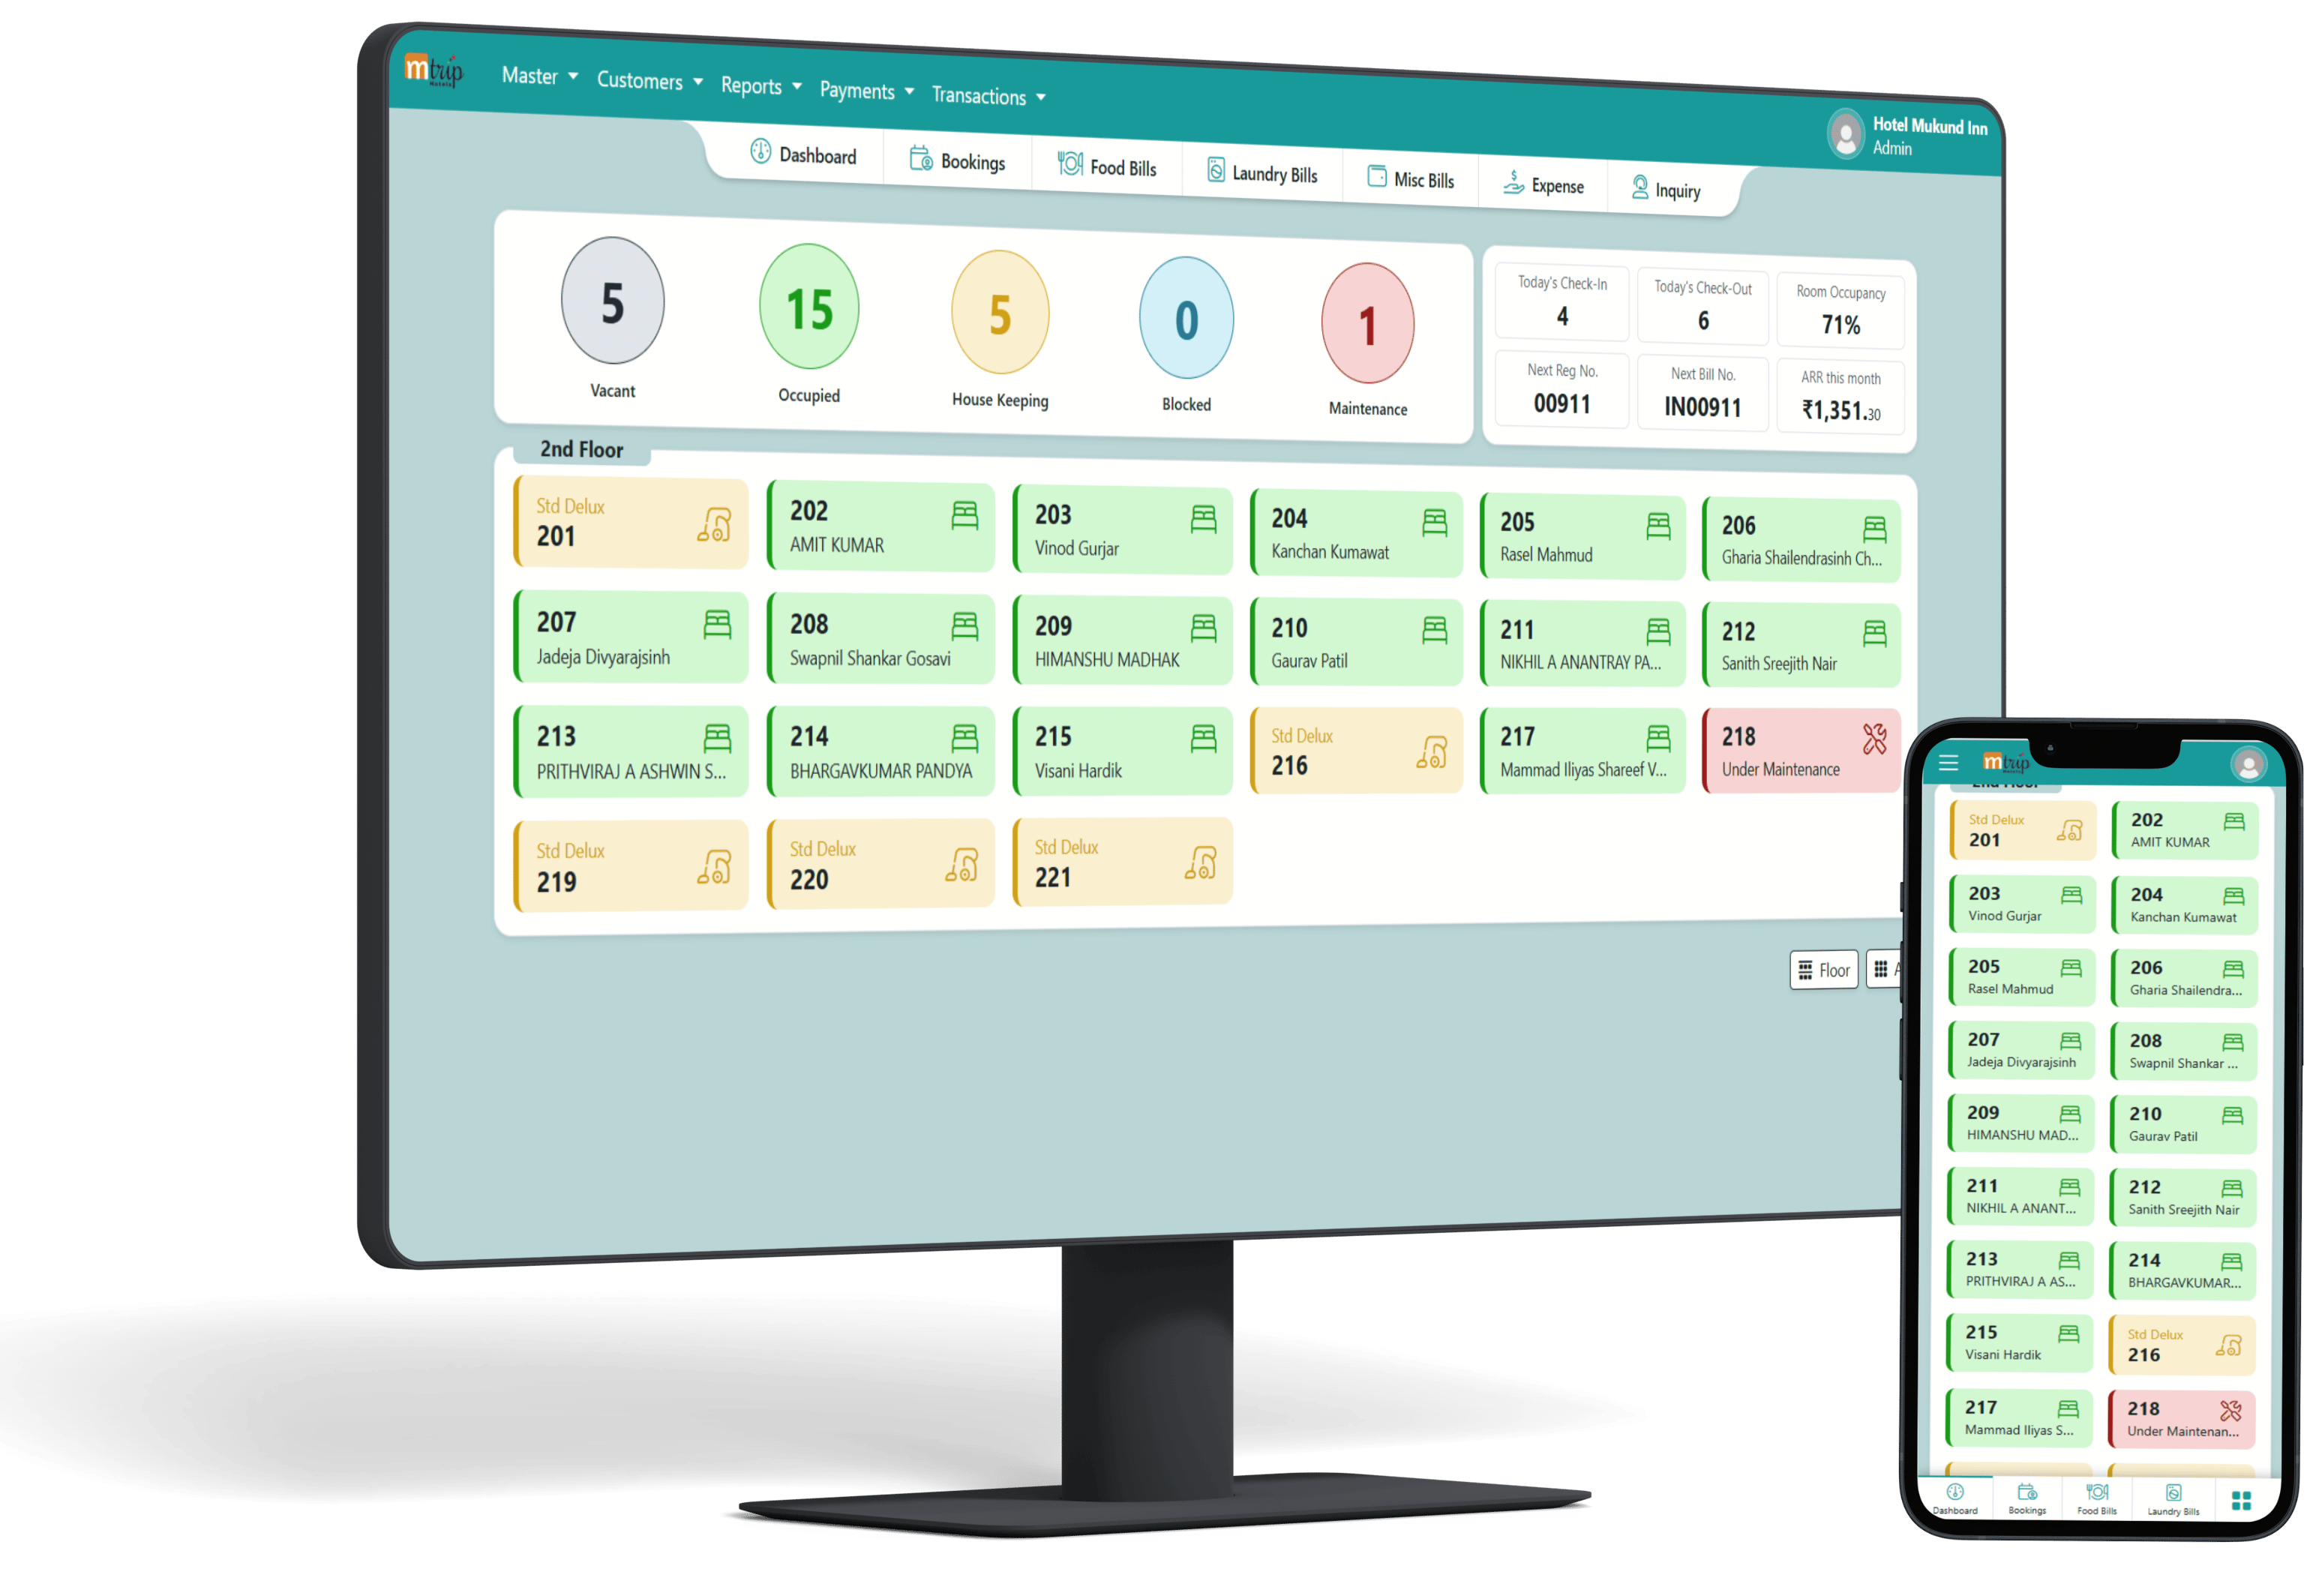 mtrip
Hotels
Master
Customers
Reports
Payments
Transactions
Hotel Mukund Inn
Admin
Dashboard
Bookings
Food Bills
Laundry Bills
Misc Bills
Expense
Inquiry
5
Vacant
15
Occupied
5
House Keeping
0
Blocked
1
Maintenance
Today's Check-In
4
Today's Check-Out
6
Room Occupancy
71%
Next Reg No.
00911
Next Bill No.
IN00911
ARR this month
₹1,351.30
2nd Floor
Std Delux
201
202
AMIT KUMAR
203
Vinod Gurjar
204
Kanchan Kumawat
205
Rasel Mahmud
206
Gharia Shailendrasinh Ch...
207
Jadeja Divyarajsinh
208
Swapnil Shankar Gosavi
209
HIMANSHU MADHAK
210
Gaurav Patil
211
NIKHIL A ANANTRAY PA...
212
Sanith Sreejith Nair
213
PRITHVIRAJ A ASHWIN S...
214
BHARGAVKUMAR PANDYA
215
Visani Hardik
Std Delux
216
217
Mammad Iliyas Shareef V...
218
Under Maintenance
Std Delux
219
Std Delux
220
Std Delux
221
Floor
mtrip
Hotels
2nd Floor
Std Delux
201
202
AMIT KUMAR
203
Vinod Gurjar
204
Kanchan Kumawat
205
Rasel Mahmud
206
Gharia Shailendra...
207
Jadeja Divyarajsinh
208
Swapnil Shankar ...
209
HIMANSHU MAD...
210
Gaurav Patil
211
NIKHIL A ANANT...
212
Sanith Sreejith Nair
213
PRITHVIRAJ A AS...
214
BHARGAVKUMAR...
215
Visani Hardik
Std Delux
216
217
Mammad Iliyas S...
218
Under Maintenan...
Dashboard
Bookings
Food Bills
Laundry Bills